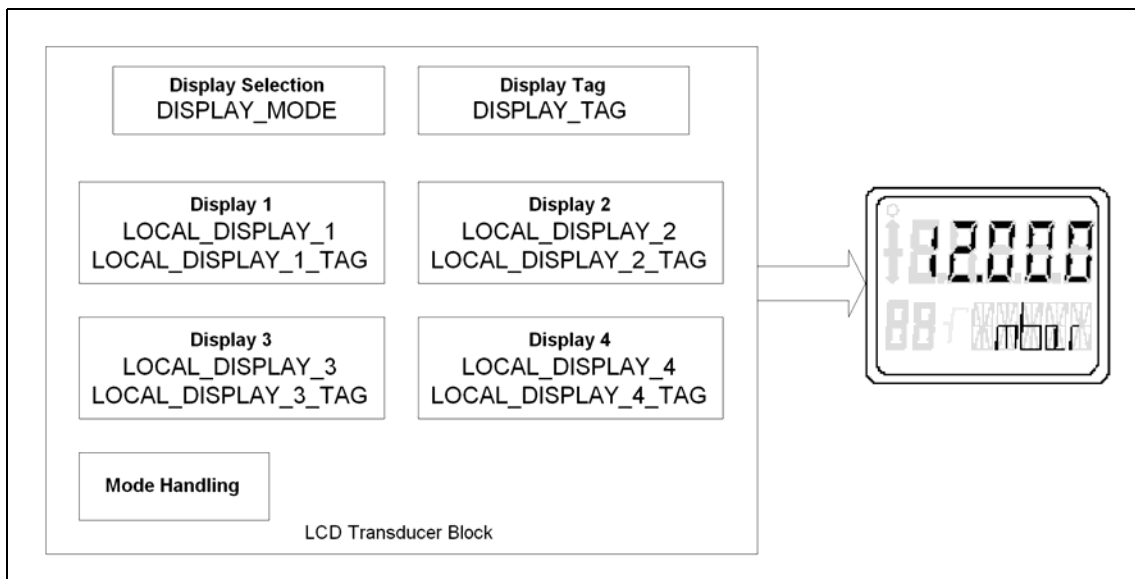 Display Selection
DISPLAY_MODE
Display Tag
DISPLAY_TAG
Display 1
LOCAL_DISPLAY_1
LOCAL_DISPLAY_1_TAG
Display 2
LOCAL_DISPLAY_2
LOCAL_DISPLAY_2_TAG
Display 3
LOCAL_DISPLAY_3
LOCAL_DISPLAY_3_TAG
Display 4
LOCAL_DISPLAY_4
LOCAL_DISPLAY_4_TAG
Mode Handling
LCD Transducer Block
12.000
mbar